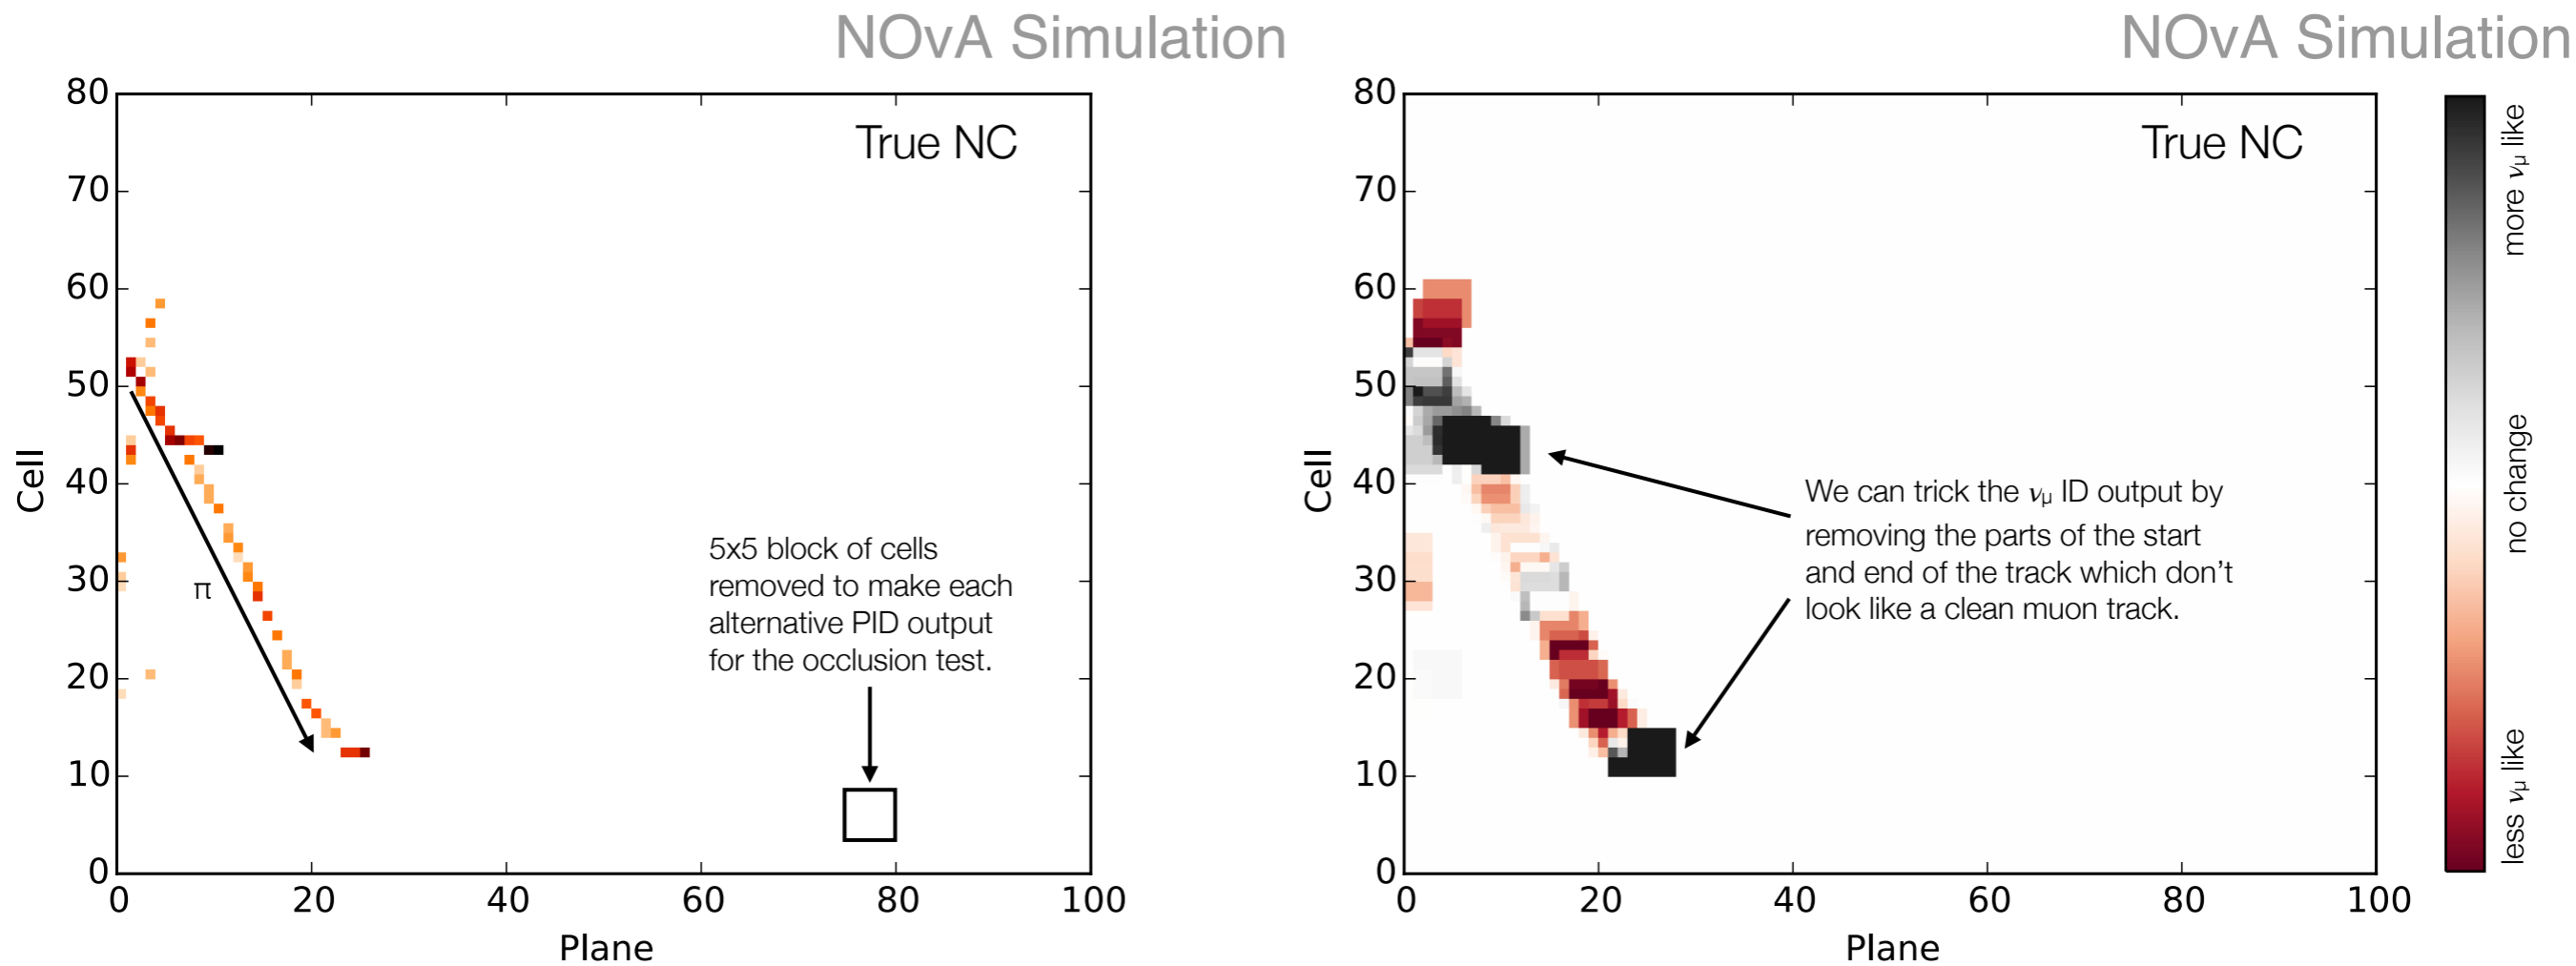 NOvA Simulation
True NC
80
70
60
50
40
30
20
10
0
Cell
π
5x5 block of cells
removed to make each
alternative PID output
for the occlusion test.
0 20 40 60 80 100
Plane
NOvA Simulation
True NC
80
70
60
50
40
30
20
10
0
Cell
We can trick the νμ ID output by
removing the parts of the start
and end of the track which don’t
look like a clean muon track.
0 20 40 60 80 100
Plane
more νμ like
no change
less νμ like